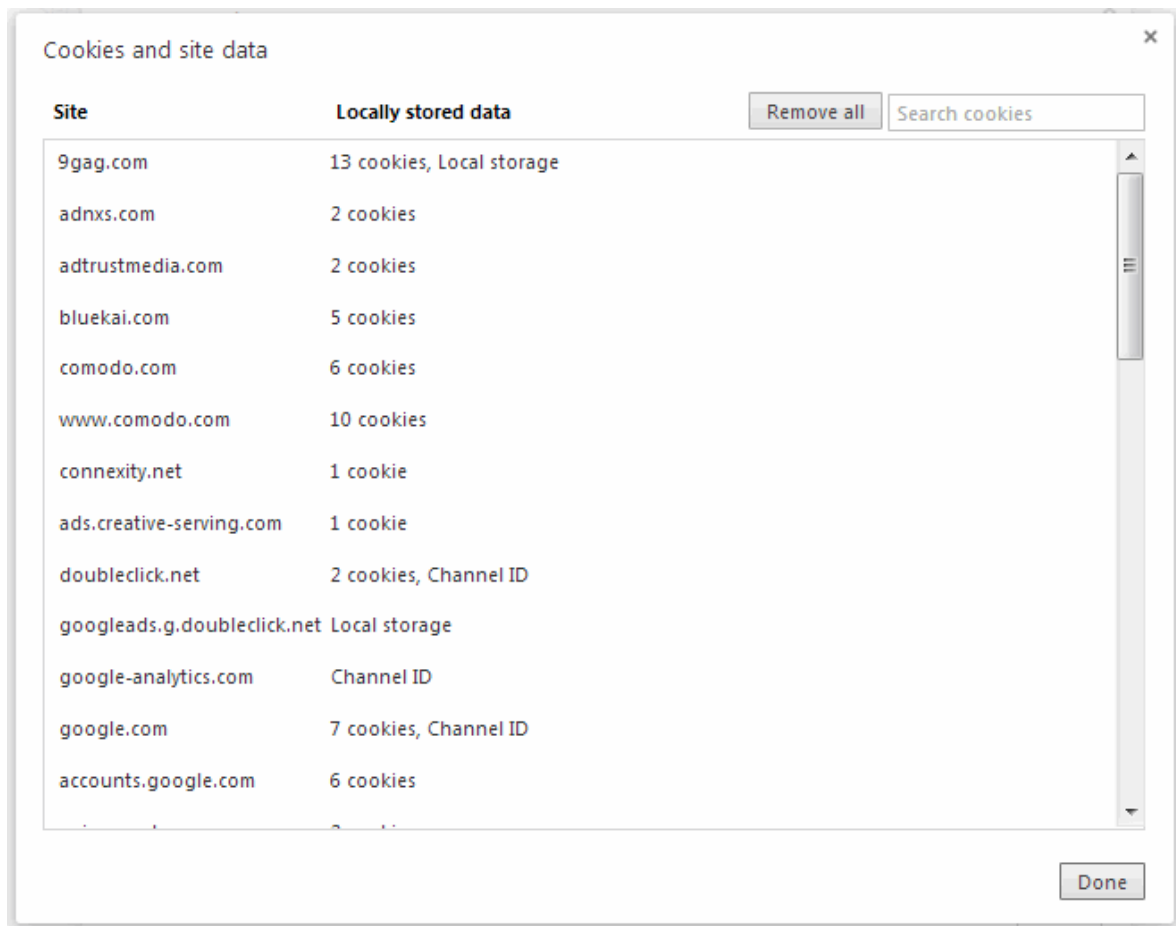 Cookies and site data
Site Locally stored data Remove all Search cookies
9gag.com 13 cookies, Local storage
adnxs.com 2 cookies
adtrustmedia.com 2 cookies
bluekai.com 5 cookies
comodo.com 6 cookies
www.comodo.com 10 cookies
connexity.net 1 cookie
ads.creative-serving.com 1 cookie
doubleclick.net 2 cookies, Channel ID
googleads.g.doubleclick.net Local storage
google-analytics.com Channel ID
google.com 7 cookies, Channel ID
accounts.google.com 6 cookies
Done